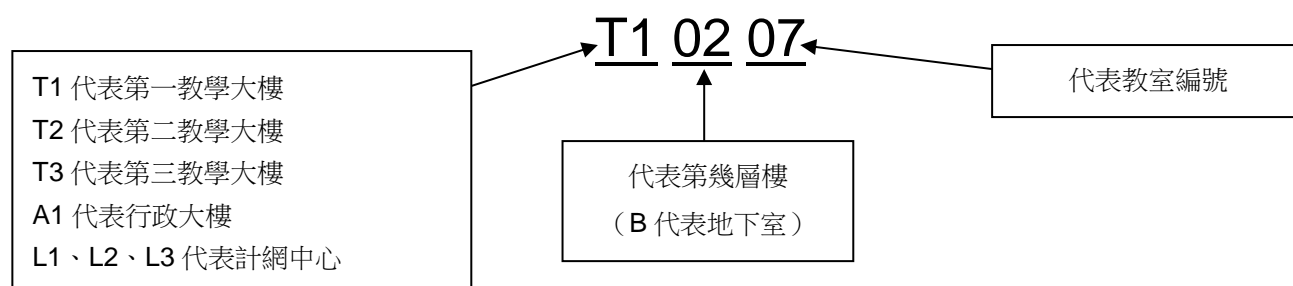 T1 02 07
T1 代表第一教學大樓
T2 代表第二教學大樓
T3 代表第三教學大樓
A1 代表行政大樓
L1、L2、L3 代表計網中心
代表第幾層樓
（B 代表地下室）
代表教室編號